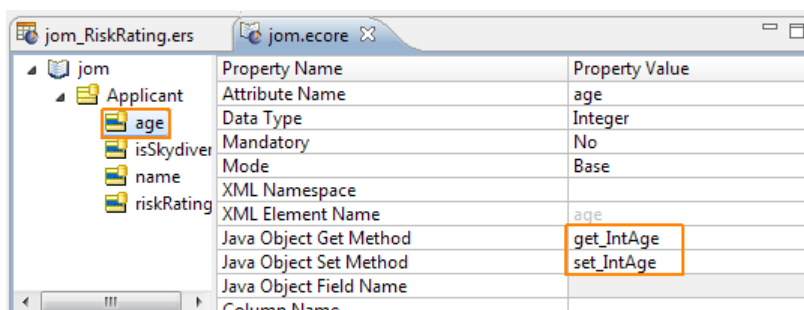 jom_RiskRating.ers jom.ecore
jom
Applicant
age
isSkydiver
name
riskRating
Property Name Property Value
Attribute Name age
Data Type Integer
Mandatory No
Mode Base
XML Namespace
XML Element Name age
Java Object Get Method get_IntAge
Java Object Set Method set_IntAge
Java Object Field Name
Column Name